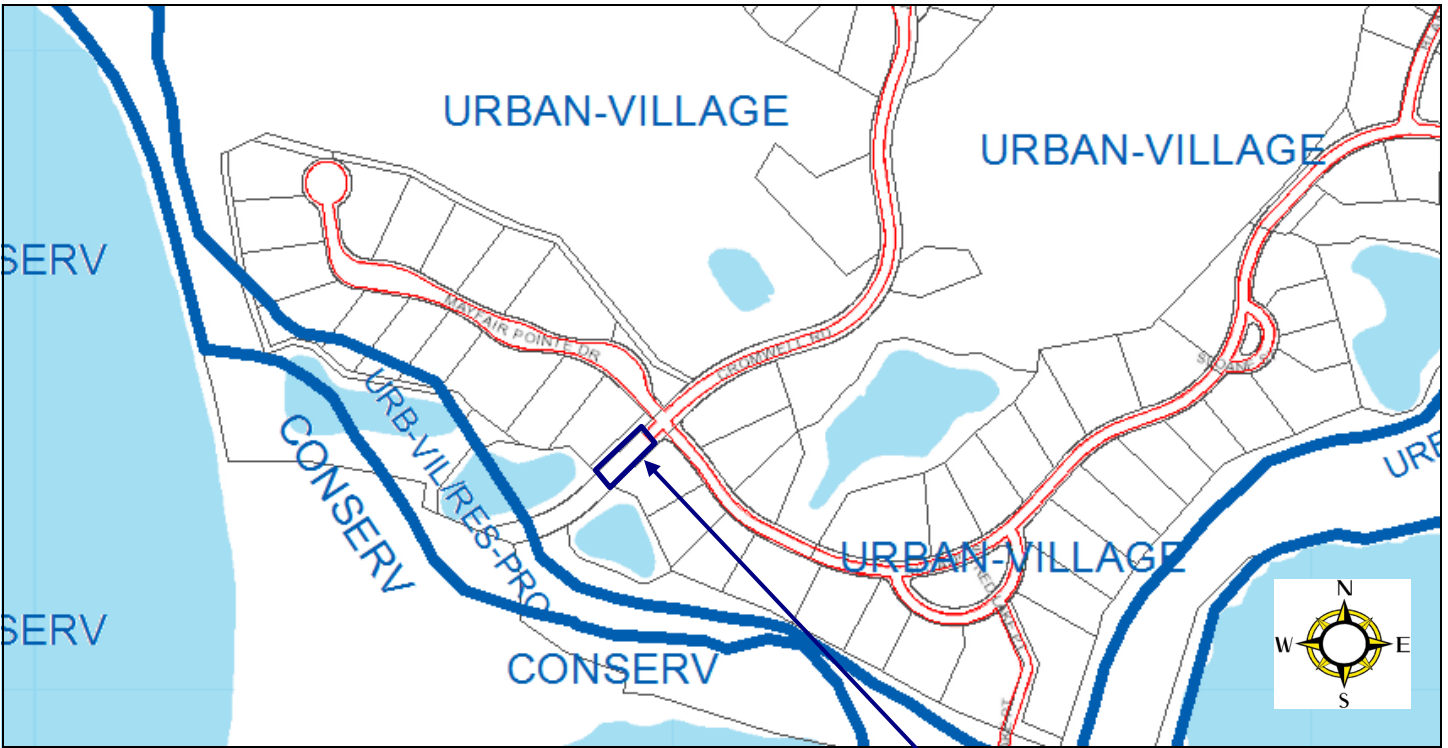 URBAN-VILLAGE
URBAN-VILLAGE
SERV
MAYFAIR POINTE DR
CROMWELL RD
SLOANE S
URB-VIL/RES-PRO
CONSERV
URBAN-VILLAGE
SERV
CONSERV
N
W
E
S